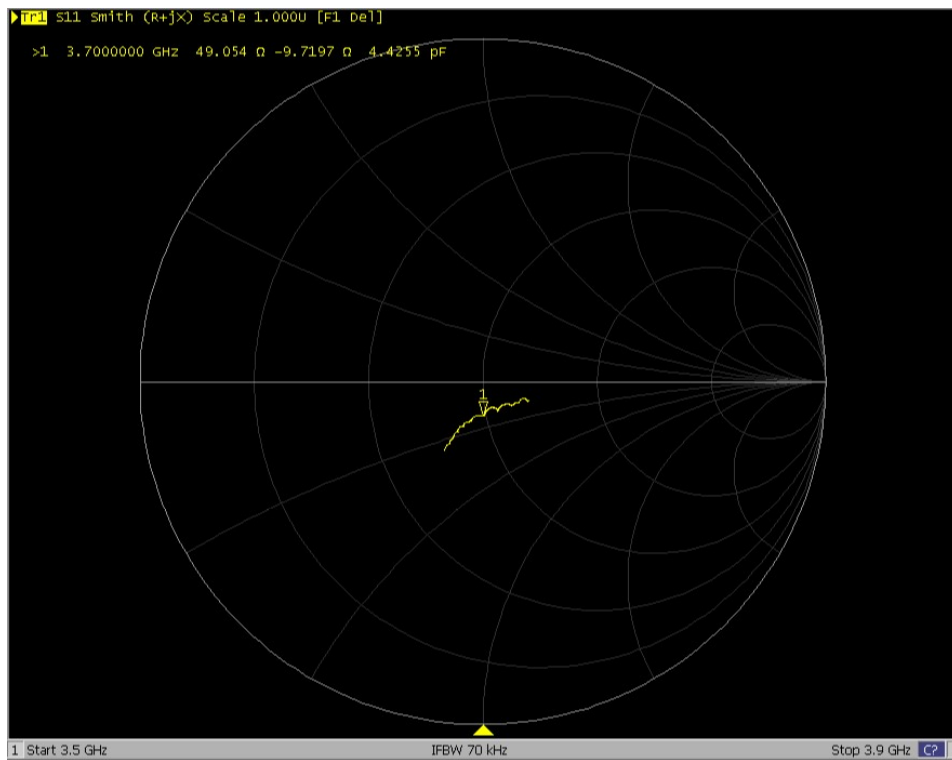 Tr1 S11 Smith (R+jX) Scale 1.000U [F1 Del]
>1 3.7000000 GHz 49.054 Ω -9.7197 Ω 4.4255 pF
1
1 Start 3.5 GHz IFBW 70 kHz Stop 3.9 GHz C?